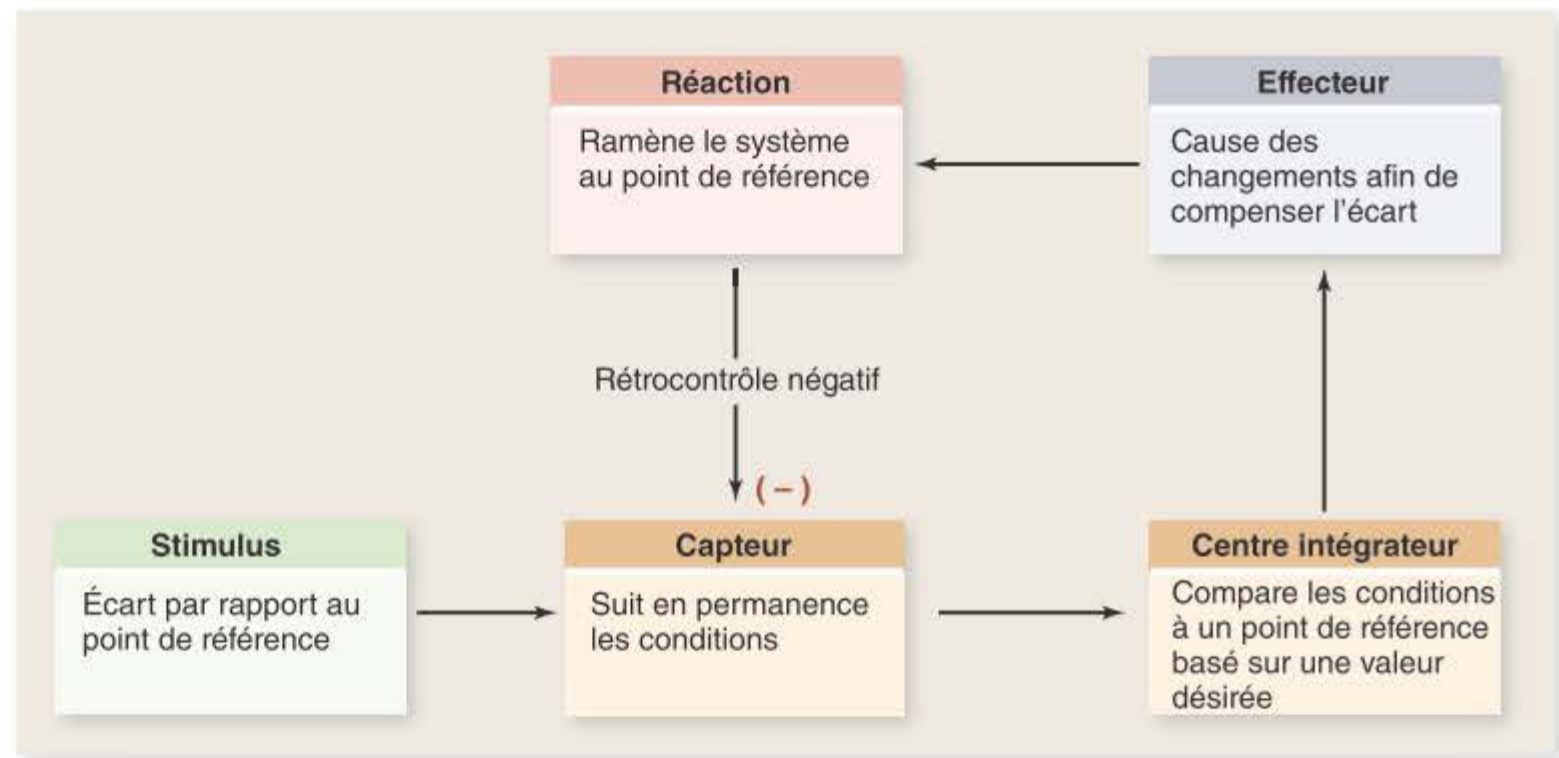 Réaction
Ramène le système
au point de référence
Effecteur
Cause des
changements afin de
compenser l'écart
Rétrocontrôle négatif
(–)
Stimulus
Écart par rapport au
point de référence
Capteur
Suit en permanence
les conditions
Centre intégrateur
Compare les conditions
à un point de référence
basé sur une valeur
désirée